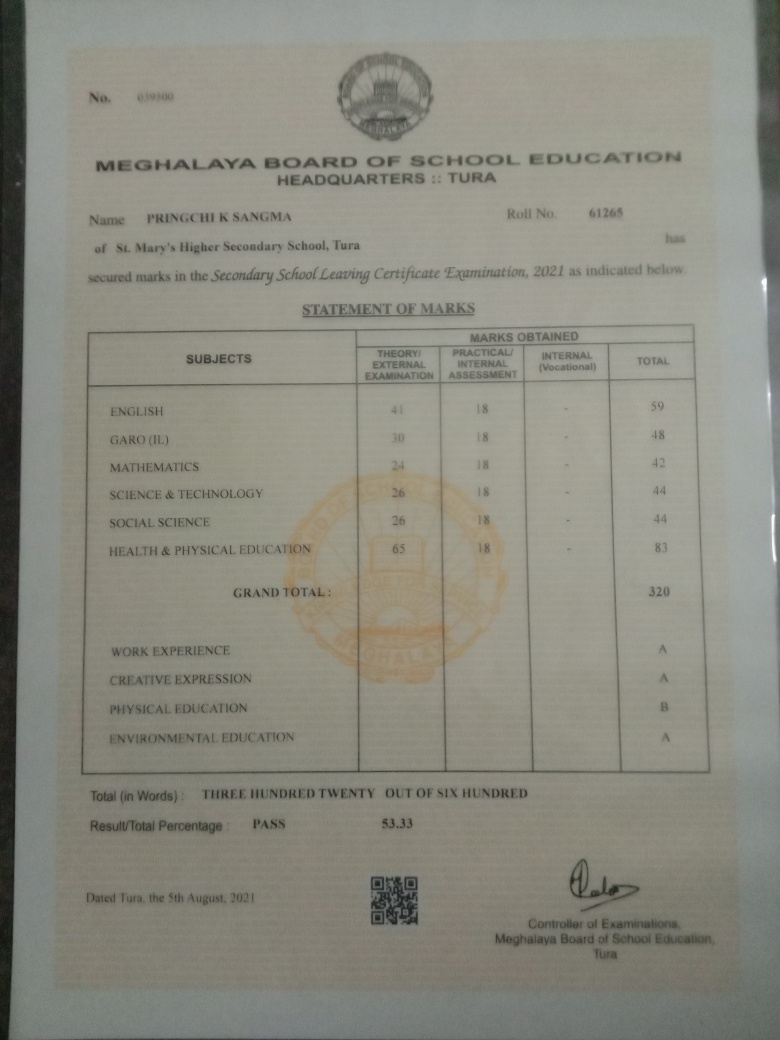 No. 039300
MEGHALAYA BOARD OF SCHOOL EDUCATION
HEADQUARTERS :: TURA
Name PRINGCHI K SANGMA Roll No. 61265
of St. Mary's Higher Secondary School, Tura has
secured marks in the Secondary School Leaving Certificate Examination, 2021 as indicated below.
STATEMENT OF MARKS
SUBJECTS MARKS OBTAINED
THEORY/ EXTERNAL EXAMINATION PRACTICAL/ INTERNAL ASSESSMENT INTERNAL (Vocational) TOTAL
ENGLISH 41 18 - 59
GARO (IL) 30 18 - 48
MATHEMATICS 24 18 - 42
SCIENCE & TECHNOLOGY 26 18 - 44
SOCIAL SCIENCE 26 18 - 44
HEALTH & PHYSICAL EDUCATION 65 18 - 83
GRAND TOTAL : 320
WORK EXPERIENCE A
CREATIVE EXPRESSION A
PHYSICAL EDUCATION B
ENVIRONMENTAL EDUCATION A
Total (in Words) : THREE HUNDRED TWENTY OUT OF SIX HUNDRED
Result/Total Percentage : PASS 53.33
Dated Tura, the 5th August, 2021
Controller of Examinations,
Meghalaya Board of School Education,
Tura